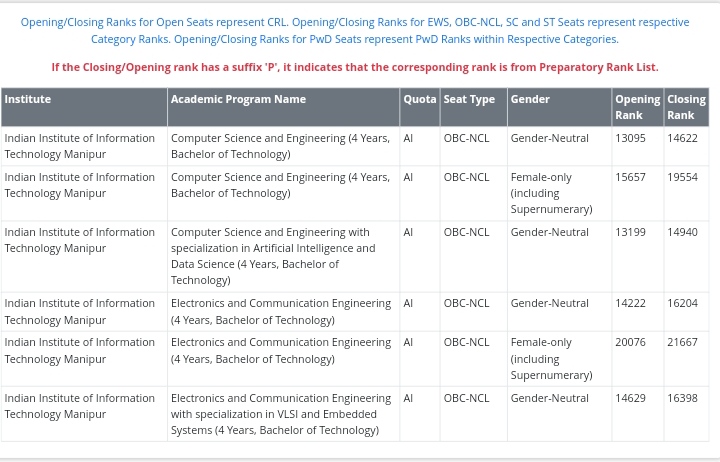 Opening/Closing Ranks for Open Seats represent CRL. Opening/Closing Ranks for EWS, OBC-NCL, SC and ST Seats represent respective
Category Ranks. Opening/Closing Ranks for PwD Seats represent PwD Ranks within Respective Categories.
If the Closing/Opening rank has a suffix 'P', it indicates that the corresponding rank is from Preparatory Rank List.
Institute Academic Program Name Quota Seat Type Gender Opening Closing
Rank Rank
Indian Institute of Information Computer Science and Engineering (4 Years, AI OBC-NCL Gender-Neutral 13095 14622
Technology Manipur Bachelor of Technology)
Indian Institute of Information Computer Science and Engineering (4 Years, AI OBC-NCL Female-only 15657 19554
Technology Manipur Bachelor of Technology) (including
Supernumerary)
Indian Institute of Information Computer Science and Engineering with AI OBC-NCL Gender-Neutral 13199 14940
Technology Manipur specialization in Artificial Intelligence and
Data Science (4 Years, Bachelor of
Technology)
Indian Institute of Information Electronics and Communication Engineering AI OBC-NCL Gender-Neutral 14222 16204
Technology Manipur (4 Years, Bachelor of Technology)
Indian Institute of Information Electronics and Communication Engineering AI OBC-NCL Female-only 20076 21667
Technology Manipur (4 Years, Bachelor of Technology) (including
Supernumerary)
Indian Institute of Information Electronics and Communication Engineering AI OBC-NCL Gender-Neutral 14629 16398
Technology Manipur with specialization in VLSI and Embedded
Systems (4 Years, Bachelor of Technology)